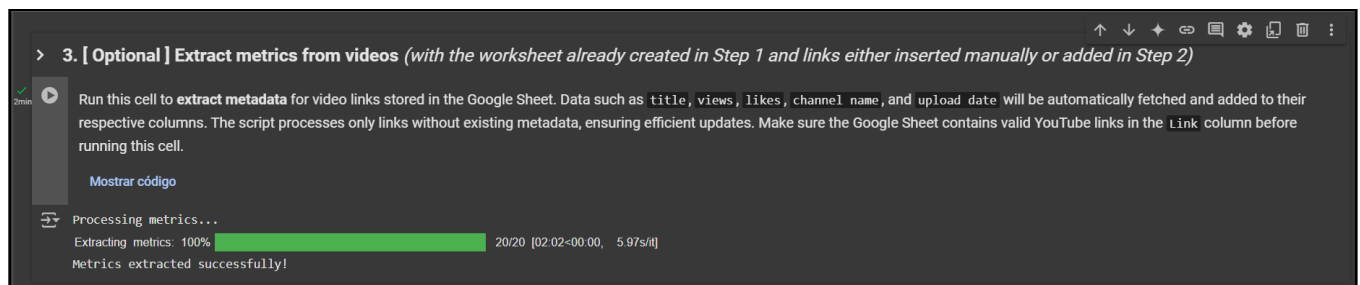 3. [ Optional ] Extract metrics from videos (with the worksheet already created in Step 1 and links either inserted manually or added in Step 2)
2min
Run this cell to extract metadata for video links stored in the Google Sheet. Data such as title, views, likes, channel name, and upload date will be automatically fetched and added to their
respective columns. The script processes only links without existing metadata, ensuring efficient updates. Make sure the Google Sheet contains valid YouTube links in the Link column before
running this cell.
Mostrar código
Processing metrics...
Extracting metrics: 100% 20/20 [02:02<00:00, 5.97s/it]
Metrics extracted successfully!